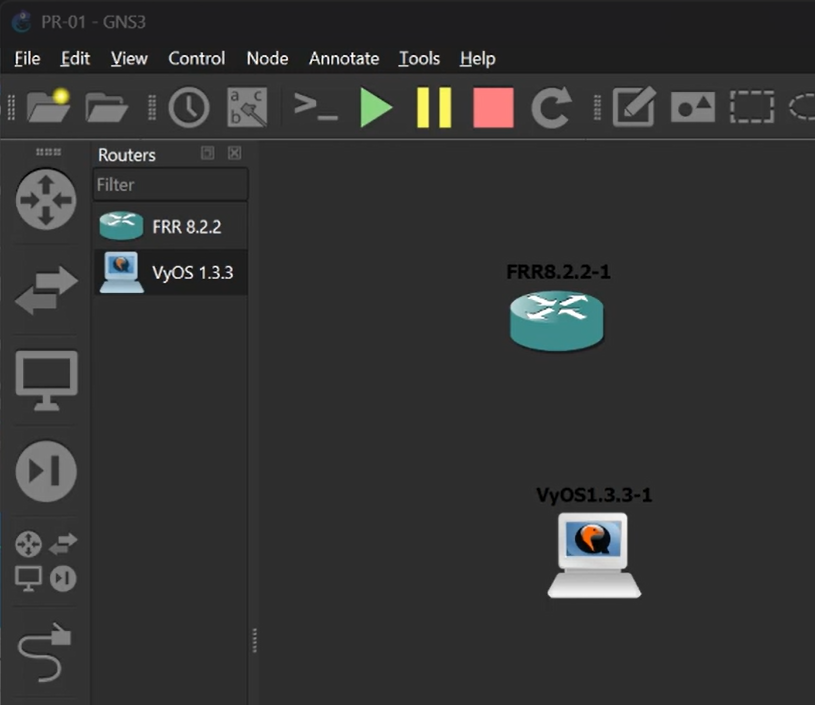 PR-01 - GNS3
File Edit View Control Node Annotate Tools Help
a c
b
>_
Routers
Filter
FRR 8.2.2
VyOS 1.3.3
FRR8.2.2-1
VyOS1.3.3-1